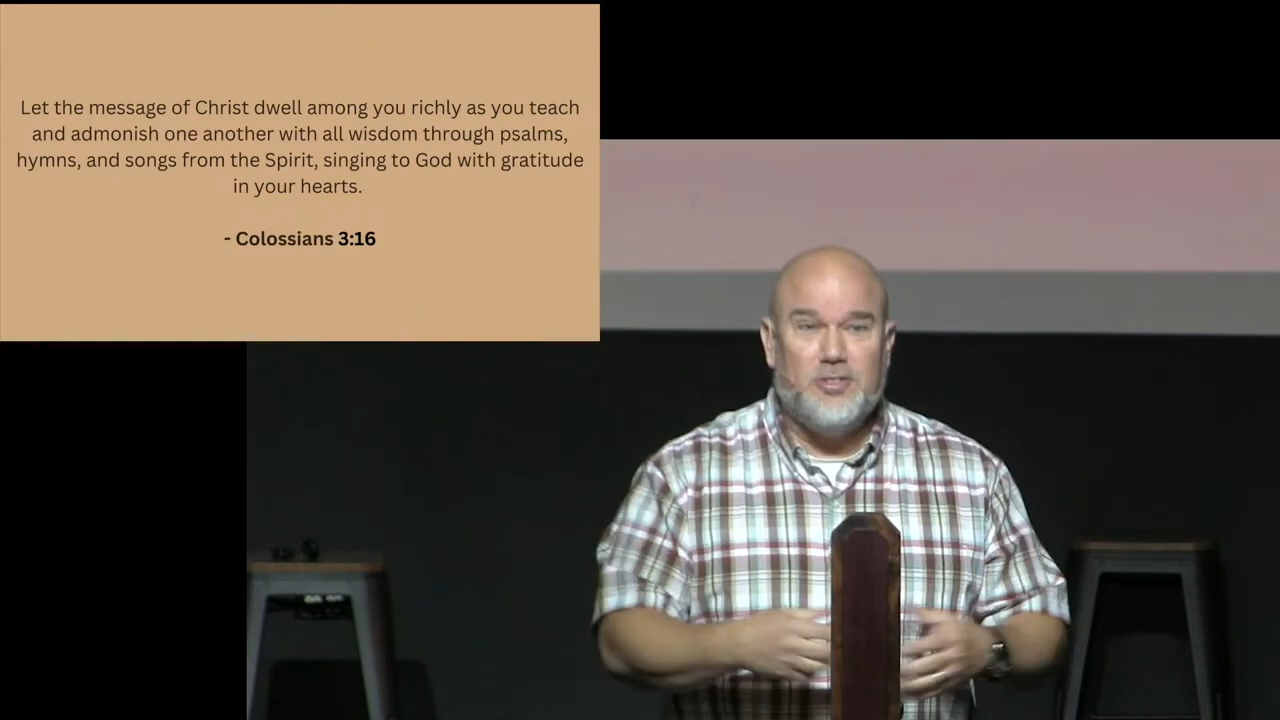 Let the message of Christ dwell among you richly as you teach
and admonish one another with all wisdom through psalms,
hymns, and songs from the Spirit, singing to God with gratitude
in your hearts.
- Colossians 3:16